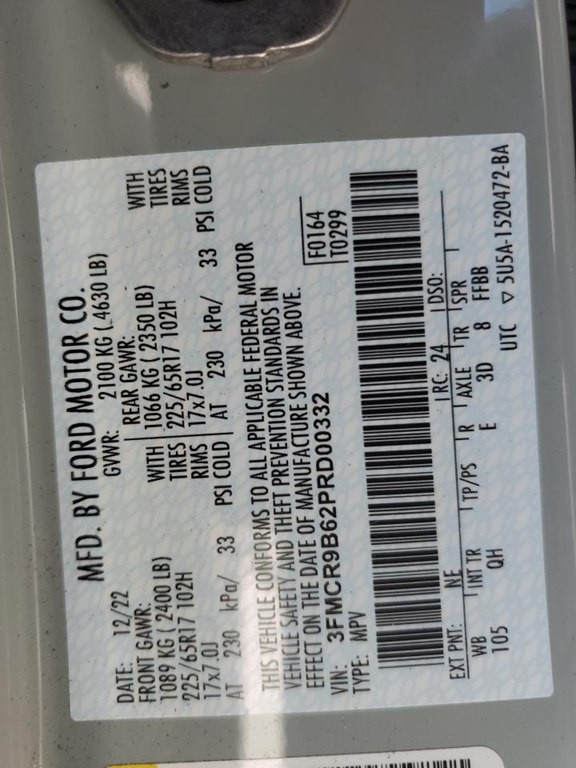 MFD. BY FORD MOTOR CO.
DATE: 12/22 GVWR: 2100 KG ( 4630 LB)
FRONT GAWR: WITH REAR GAWR: WITH
1089 KG ( 2400 LB) TIRES 1066 KG ( 2350 LB) TIRES
225/65R17 102H RIMS 225/65R17 102H RIMS
17x7.0J PSI COLD 17x7.0J PSI COLD
AT 230 kPa/ 33 AT 230 kPa/ 33
THIS VEHICLE CONFORMS TO ALL APPLICABLE FEDERAL MOTOR
VEHICLE SAFETY AND THEFT PREVENTION STANDARDS IN
EFFECT ON THE DATE OF MANUFACTURE SHOWN ABOVE.
VIN: 3FMCR9B62PRD00332 F0164
TYPE: MPV T0299
EXT PNT: NE RC: 24 DSO:
WB INT TR TP/PS R AXLE TR SPR
105 QH E 3D 8 FFBB
UTC ▽ 5U5A-1520472-BA